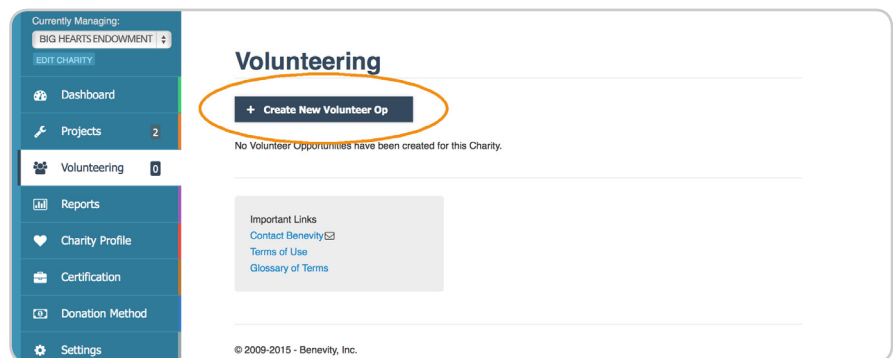 Currently Managing:
BIG HEARTS ENDOWMENT
EDIT CHARITY
Dashboard
Projects 2
Volunteering 0
Reports
Charity Profile
Certification
Donation Method
Settings
Volunteering
+ Create New Volunteer Op
No Volunteer Opportunities have been created for this Charity.
Important Links
Contact Benevity
Terms of Use
Glossary of Terms
© 2009-2015 - Benevity, Inc.